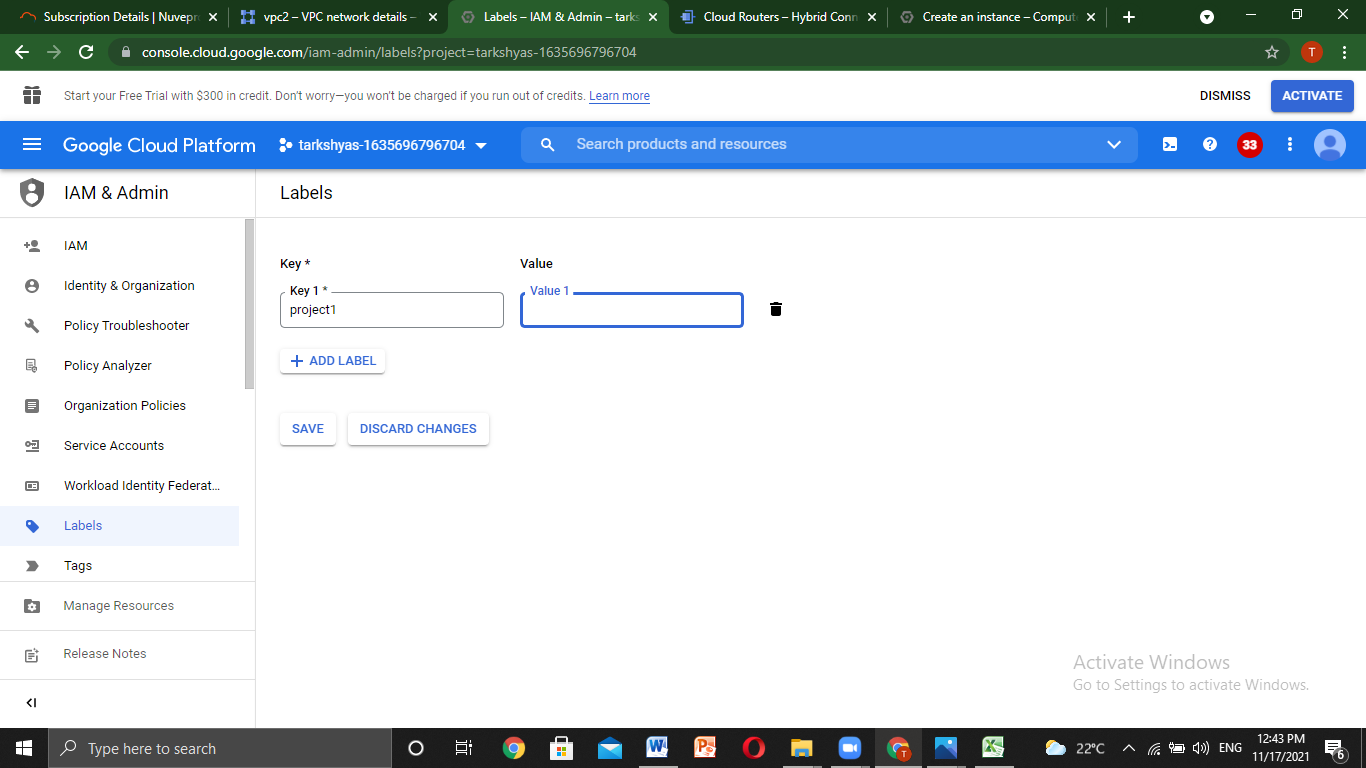 Subscription Details | Nuvepr
vpc2 – VPC network details –
Labels – IAM & Admin – tarks
Cloud Routers – Hybrid Conn
Create an instance – Comput
console.cloud.google.com/iam-admin/labels?project=tarkshyas-1635696796704
T
Start your Free Trial with $300 in credit. Don't worry—you won't be charged if you run out of credits. Learn more
DISMISS
ACTIVATE
Google Cloud Platform
tarkshyas-1635696796704
Search products and resources
33
IAM & Admin
Labels
IAM
Identity & Organization
Policy Troubleshooter
Policy Analyzer
Organization Policies
Service Accounts
Workload Identity Federat...
Labels
Tags
Manage Resources
Release Notes
Key *
Value
Key 1 *
project1
Value 1
ADD LABEL
SAVE
DISCARD CHANGES
Activate Windows
Go to Settings to activate Windows.
Type here to search
22°C
ENG
12:43 PM
11/17/2021
6